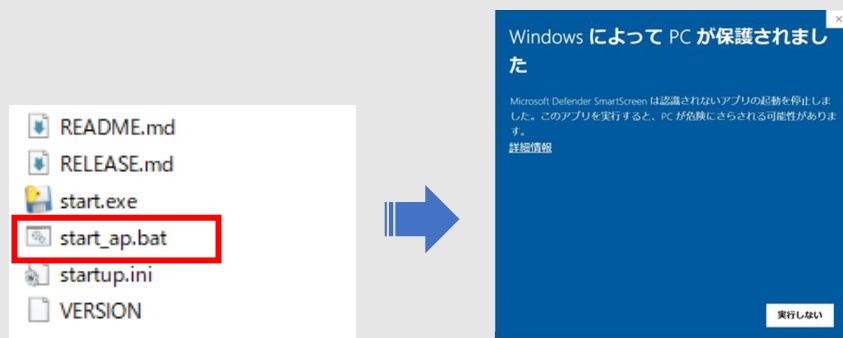 README.md
RELEASE.md
start.exe
start_ap.bat
startup.ini
VERSION
Windows によって PC が保護されまし
た
Microsoft Defender SmartScreen は認識されないアプリの起動を停止しま
した。このアプリを実行すると、PC が危険にさらされる可能性がありま
す。
詳細情報
実行しない